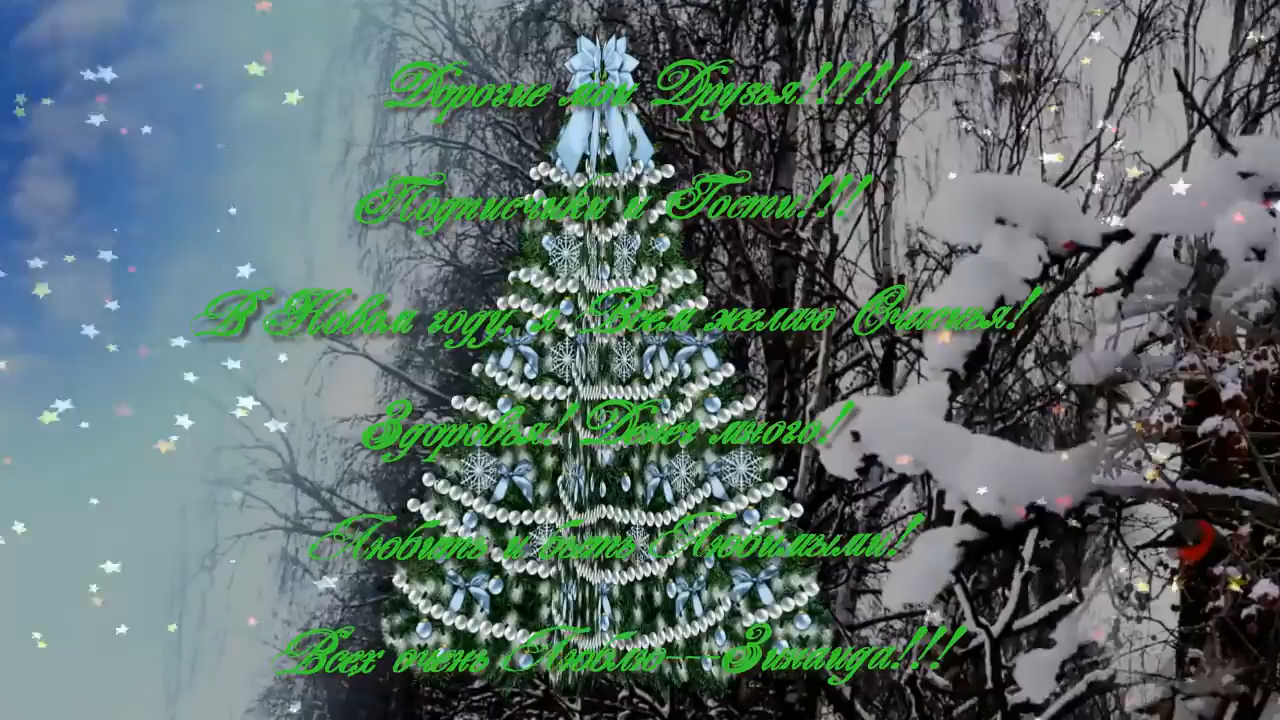 Дорогие мои Друзья!!!!!
Подписчики и Гости!!!
В Новом году, я Всем желаю Счастья!
Здоровья! Денег много!
Любить и быть Любимыми!
Всех очень Люблю---Зинаида!!!